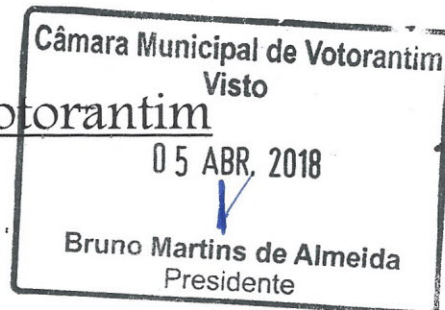 Câmara Municipal de Votorantim
Visto
otorantim
05 ABR, 2018
Bruno Martins de Almeida
Presidente